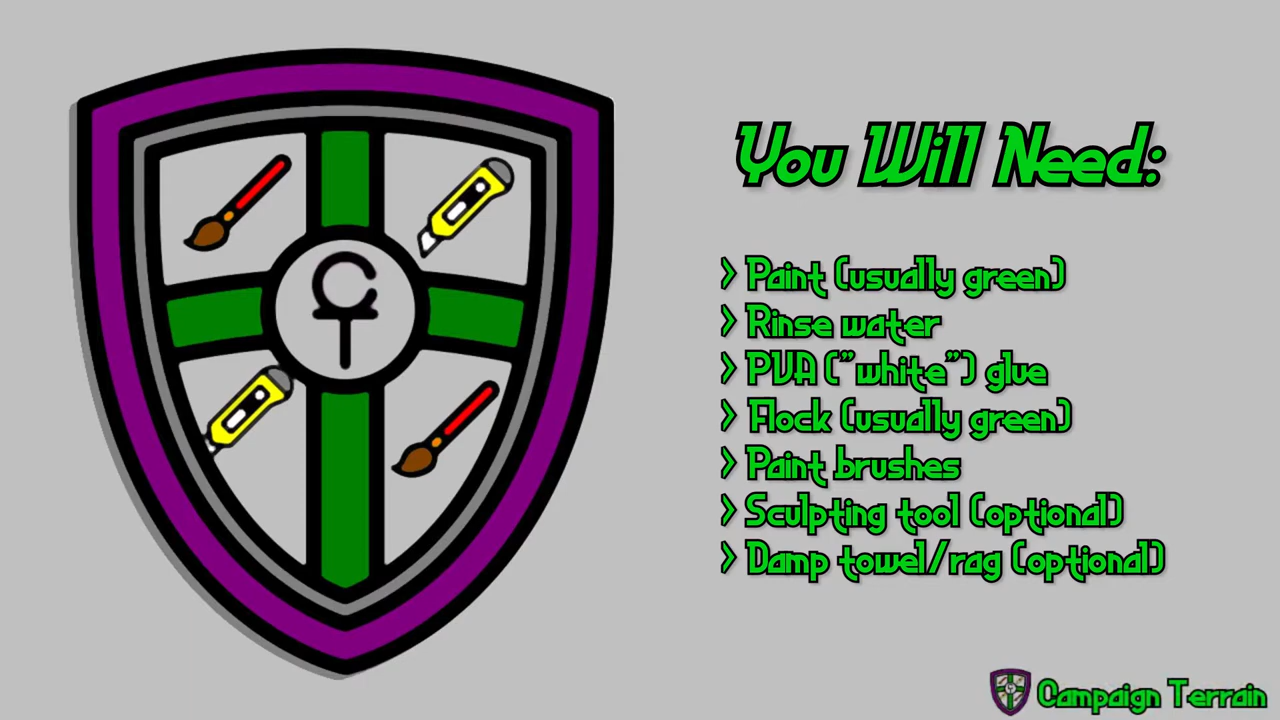 You Will Need:
> Paint (usually green)
> Rinse water
> PVA ("white") glue
> Flock (usually green)
> Paint brushes
> Sculpting tool (optional)
> Damp towel/rag (optional)
CT
Campaign Terrain